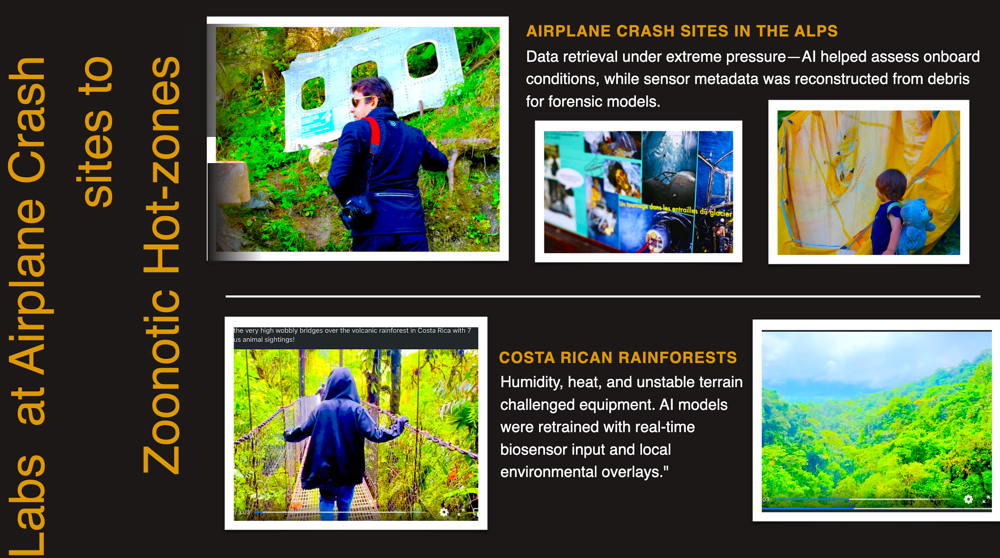 Labs at Airplane Crash
sites to
Zoonotic Hot-zones
AIRPLANE CRASH SITES IN THE ALPS
Data retrieval under extreme pressure—AI helped assess onboard
conditions, while sensor metadata was reconstructed from debris
for forensic models.
Un tournage dans les entrailles du glacier
the very high wobbly bridges over the volcanic rainforest in Costa Rica with 7
us animal sightings!
/ 3:03
COSTA RICAN RAINFORESTS
Humidity, heat, and unstable terrain
challenged equipment. AI models
were retrained with real-time
biosensor input and local
environmental overlays."
03